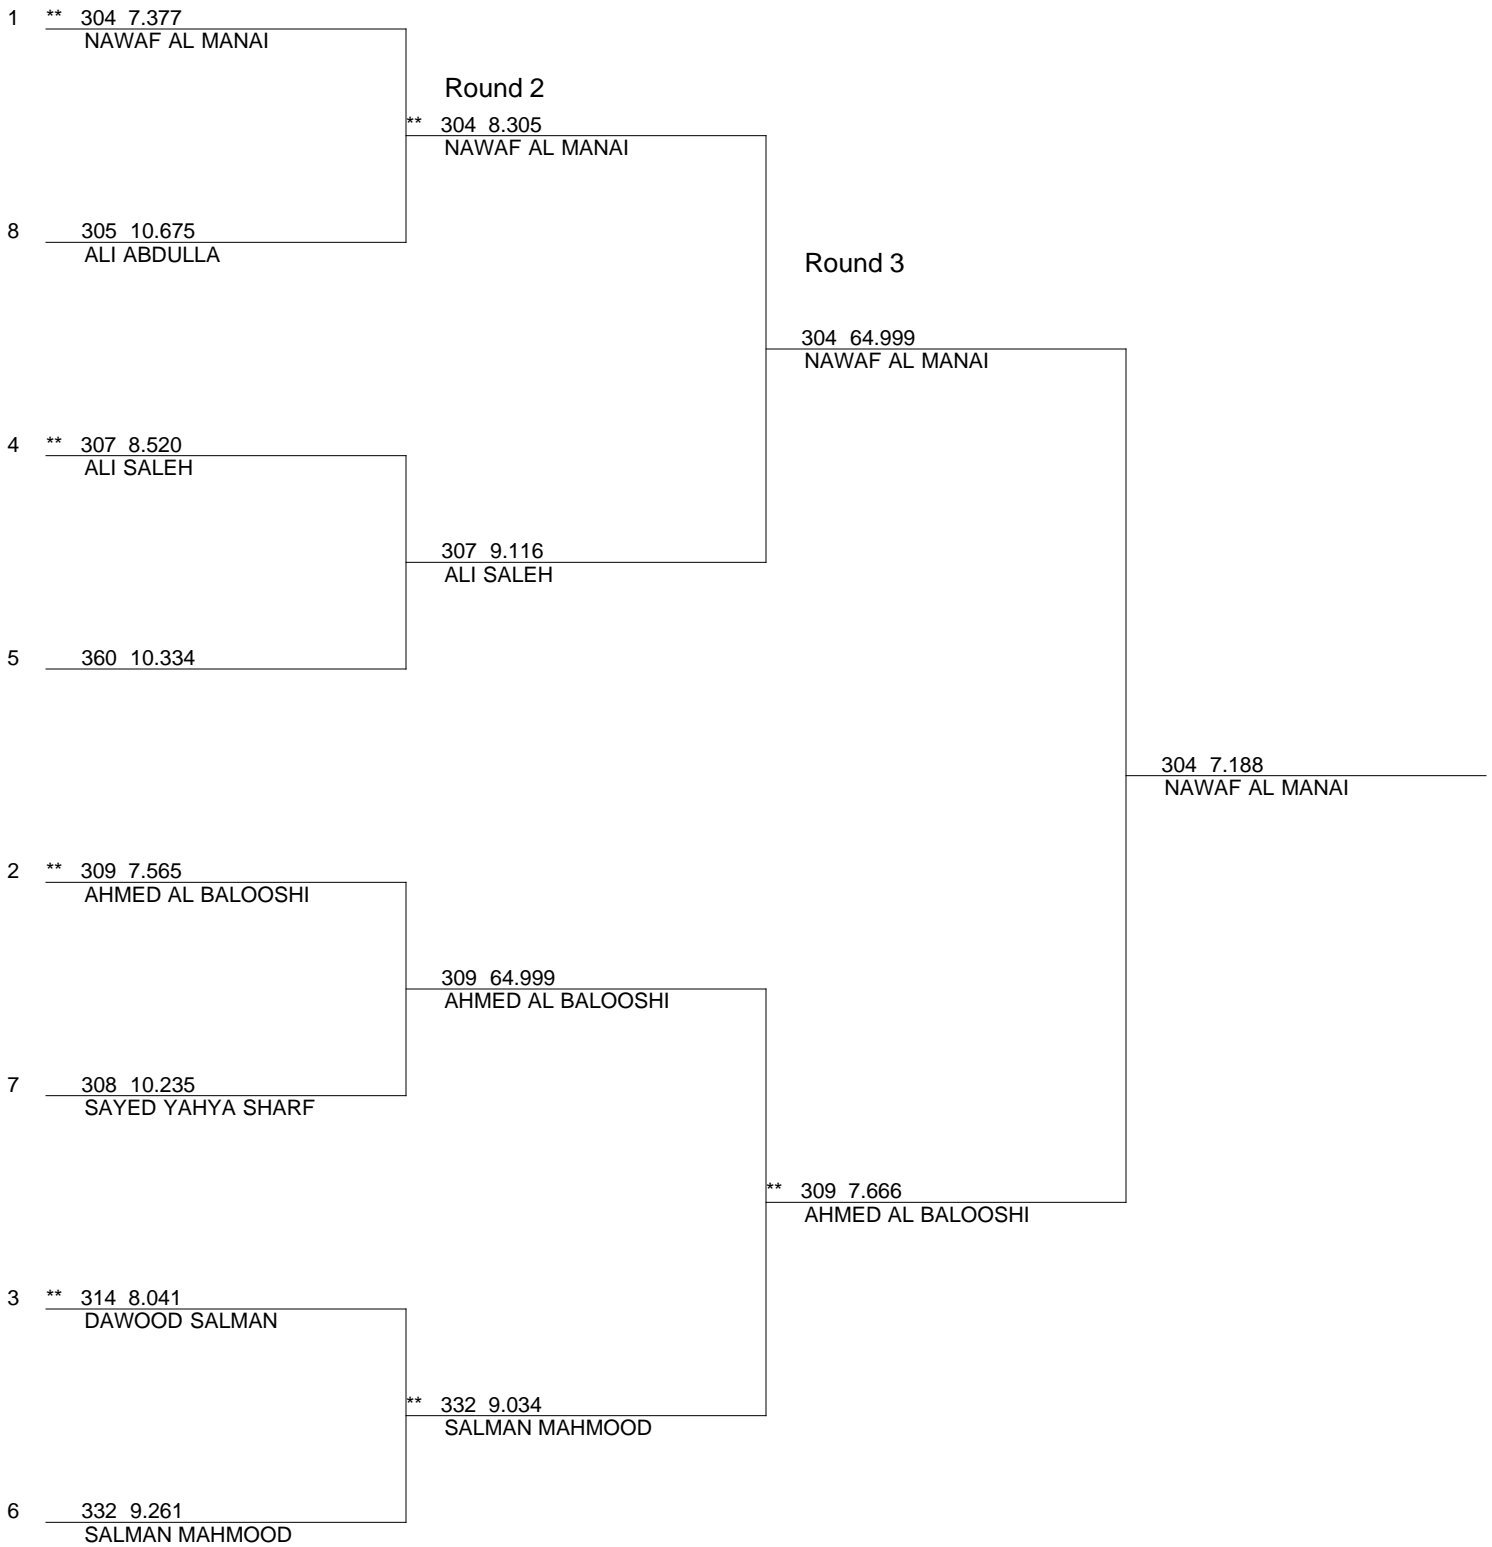 1 ** 304 7.377
NAWAF AL MANAI
Round 2
** 304 8.305
NAWAF AL MANAI
8 305 10.675
ALI ABDULLA
Round 3
304 64.999
NAWAF AL MANAI
4 ** 307 8.520
ALI SALEH
307 9.116
ALI SALEH
5 360 10.334
304 7.188
NAWAF AL MANAI
2 ** 309 7.565
AHMED AL BALOOSHI
309 64.999
AHMED AL BALOOSHI
7 308 10.235
SAYED YAHYA SHARF
** 309 7.666
AHMED AL BALOOSHI
3 ** 314 8.041
DAWOOD SALMAN
** 332 9.034
SALMAN MAHMOOD
6 332 9.261
SALMAN MAHMOOD